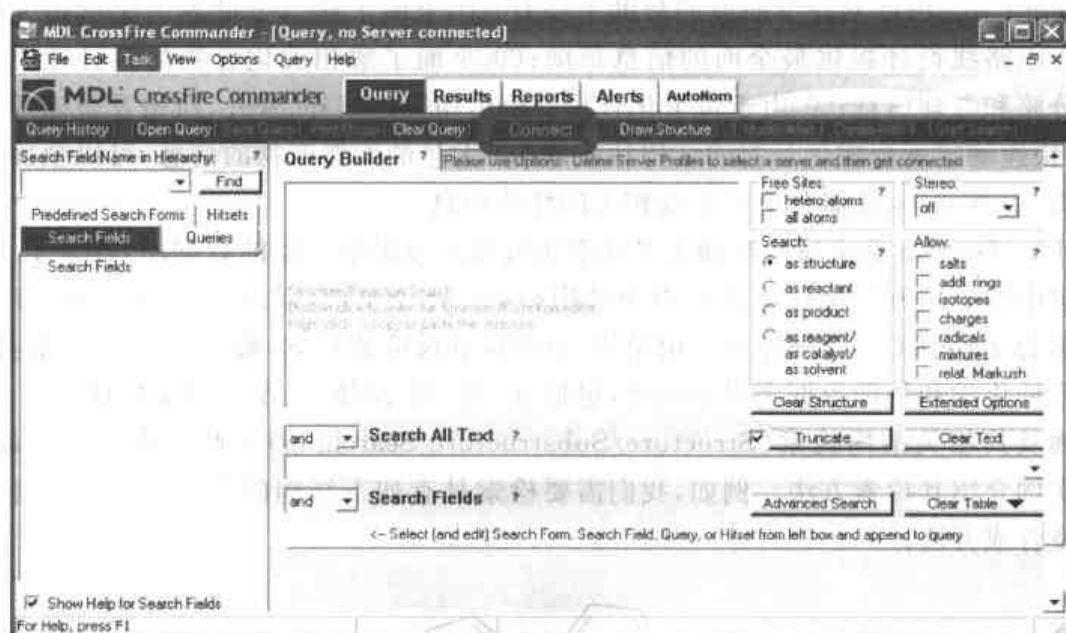 MDL CrossFire Commander - [Query, no Server connected]
File Edit Task View Options Query Help
MDL CrossFire Commander Query Results Reports Alerts AutoNom
Query History Open Query Clear Query Connect Draw Structure
Search Field Name in Hierarchy: ?
Find
Predefined Search Forms Hitsets
Search Fields Queries
Search Fields
Query Builder ? Please use Options - Define Server Profiles to select a server and then get connected
Free Sites: ?
hetero atoms
all atoms
Stereo: ?
off
Search: ?
as structure
as reactant
as product
as reagent/
as catalyst/
as solvent
Allow: ?
salts
addl. rings
isotopes
charges
radicals
mixtures
relat. Markush
Clear Structure Extended Options
and Search All Text ? Truncate Clear Text
and Search Fields ? Advanced Search Clear Table
<-- Select (and edit) Search Form, Search Field, Query, or Hitset from left box and append to query
Show Help for Search Fields
For Help, press F1